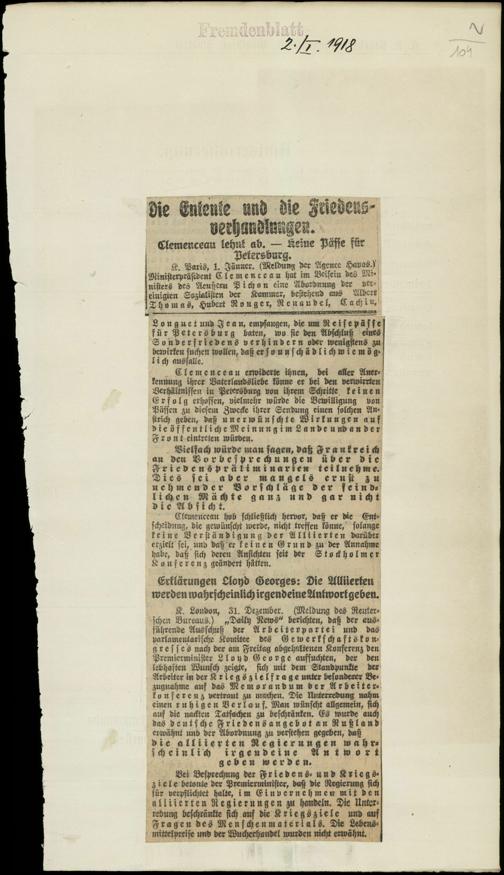 Fremdenblatt
2./I. 1918
N
104
Die Entente und die Friedens-
verhandlungen.
Clemenceau lehnt ab. — Keine Pässe für
Petersburg.
K. Paris, 1. Jänner. (Meldung der Agence Havas.)
Ministerpräsident Clemenceau hat im Beisein des Mi-
nisters des Aeußern Pichon eine Abordnung der ver-
einigten Sozialisten der Kammer, bestehend aus Albert
Thomas, Hubert Rouger, Renaudel, Cachin,
Longuet und Jean, empfangen, die um Reisepässe
für Petersburg baten, wo sie den Abschluß eines
Sonderfriedens verhindern oder wenigstens zu
bewirken suchen wollen, daß er so unschädlich wie mög-
lich ausfalle.
Clemenceau erwiderte ihnen, bei aller Aner-
kennung ihrer Vaterlandsliebe könne er bei den verwirrten
Verhältnissen in Petersburg von ihrem Schritte keinen
Erfolg erhoffen, vielmehr würde die Bewilligung von
Pässen zu diesem Zwecke ihrer Sendung einen solchen An-
strich geben, daß unerwünschte Wirkungen auf
die öffentliche Meinung im Lande und an der
Front eintreten würden.
Vielfach würde man sagen, daß Frankreich
an den Vorbesprechungen über die
Friedenspräliminarien teilnehme.
Dies sei aber mangels ernst zu
nehmender Vorschläge der feind-
lichen Mächte ganz und gar nicht
die Absicht.
Clemenceau hob schließlich hervor, daß er die Ent-
scheidung, die gewünscht werde, nicht treffen könne, solange
keine Verständigung der Alliierten darüber
erzielt sei, und daß er keinen Grund zu der Annahme
habe, daß sich deren Ansichten seit der Stockholmer
Konferenz geändert hätten.
Erklärungen Lloyd Georges: Die Alliierten
werden wahrscheinlich irgendeine Antwort geben.
K. London, 31. Dezember. (Meldung des Reuter-
schen Bureaus.) „Daily News“ berichten, daß der aus-
führende Ausschuß der Arbeiterpartei und das
parlamentarische Komitee des Gewerkschaftskon-
gresses nach der am Freitag abgehaltenen Konferenz den
Premierminister Lloyd George aufsuchten, der den
lebhaften Wunsch zeigte, sich mit dem Standpunkte der
Arbeiter in der Kriegszielfrage unter besonderer Be-
zugnahme auf das Memorandum der Arbeiter-
konferenz vertraut zu machen. Die Unterredung nahm
einen ruhigen Verlauf. Man wünscht allgemein, sich
auf die nackten Tatsachen zu beschränken. Es wurde auch
das deutsche Friedensangebot an Rußland
erwähnt und der Abordnung zu verstehen gegeben, daß
die alliierten Regierungen wahr-
scheinlich irgendeine Antwort
geben werden.
Bei Besprechung der Friedens- und Kriegs-
ziele betonte der Premierminister, daß die Regierung sich
für verpflichtet halte, im Einvernehmen mit den
alliierten Regierungen zu handeln. Die Unter-
redung beschränkte sich auf die Kriegsziele und auf
Fragen des Menschenmaterials. Die Lebens-
mittelpreise und der Wucherhandel wurden nicht erwähnt.